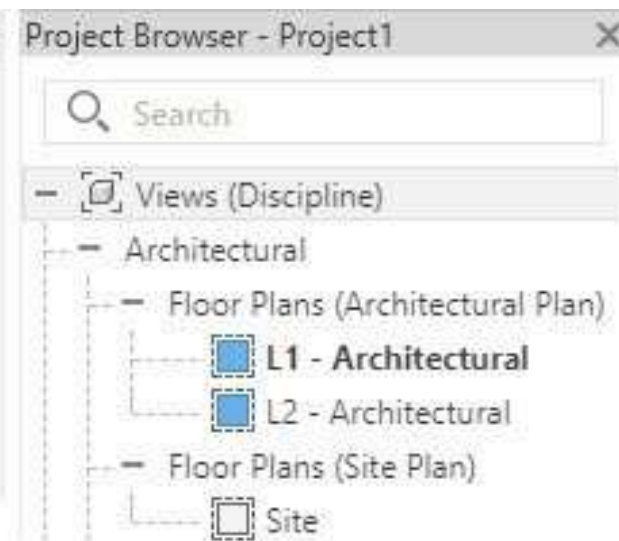 Project Browser - Project1
Search
Views (Discipline)
Architectural
Floor Plans (Architectural Plan)
L1 - Architectural
L2 - Architectural
Floor Plans (Site Plan)
Site